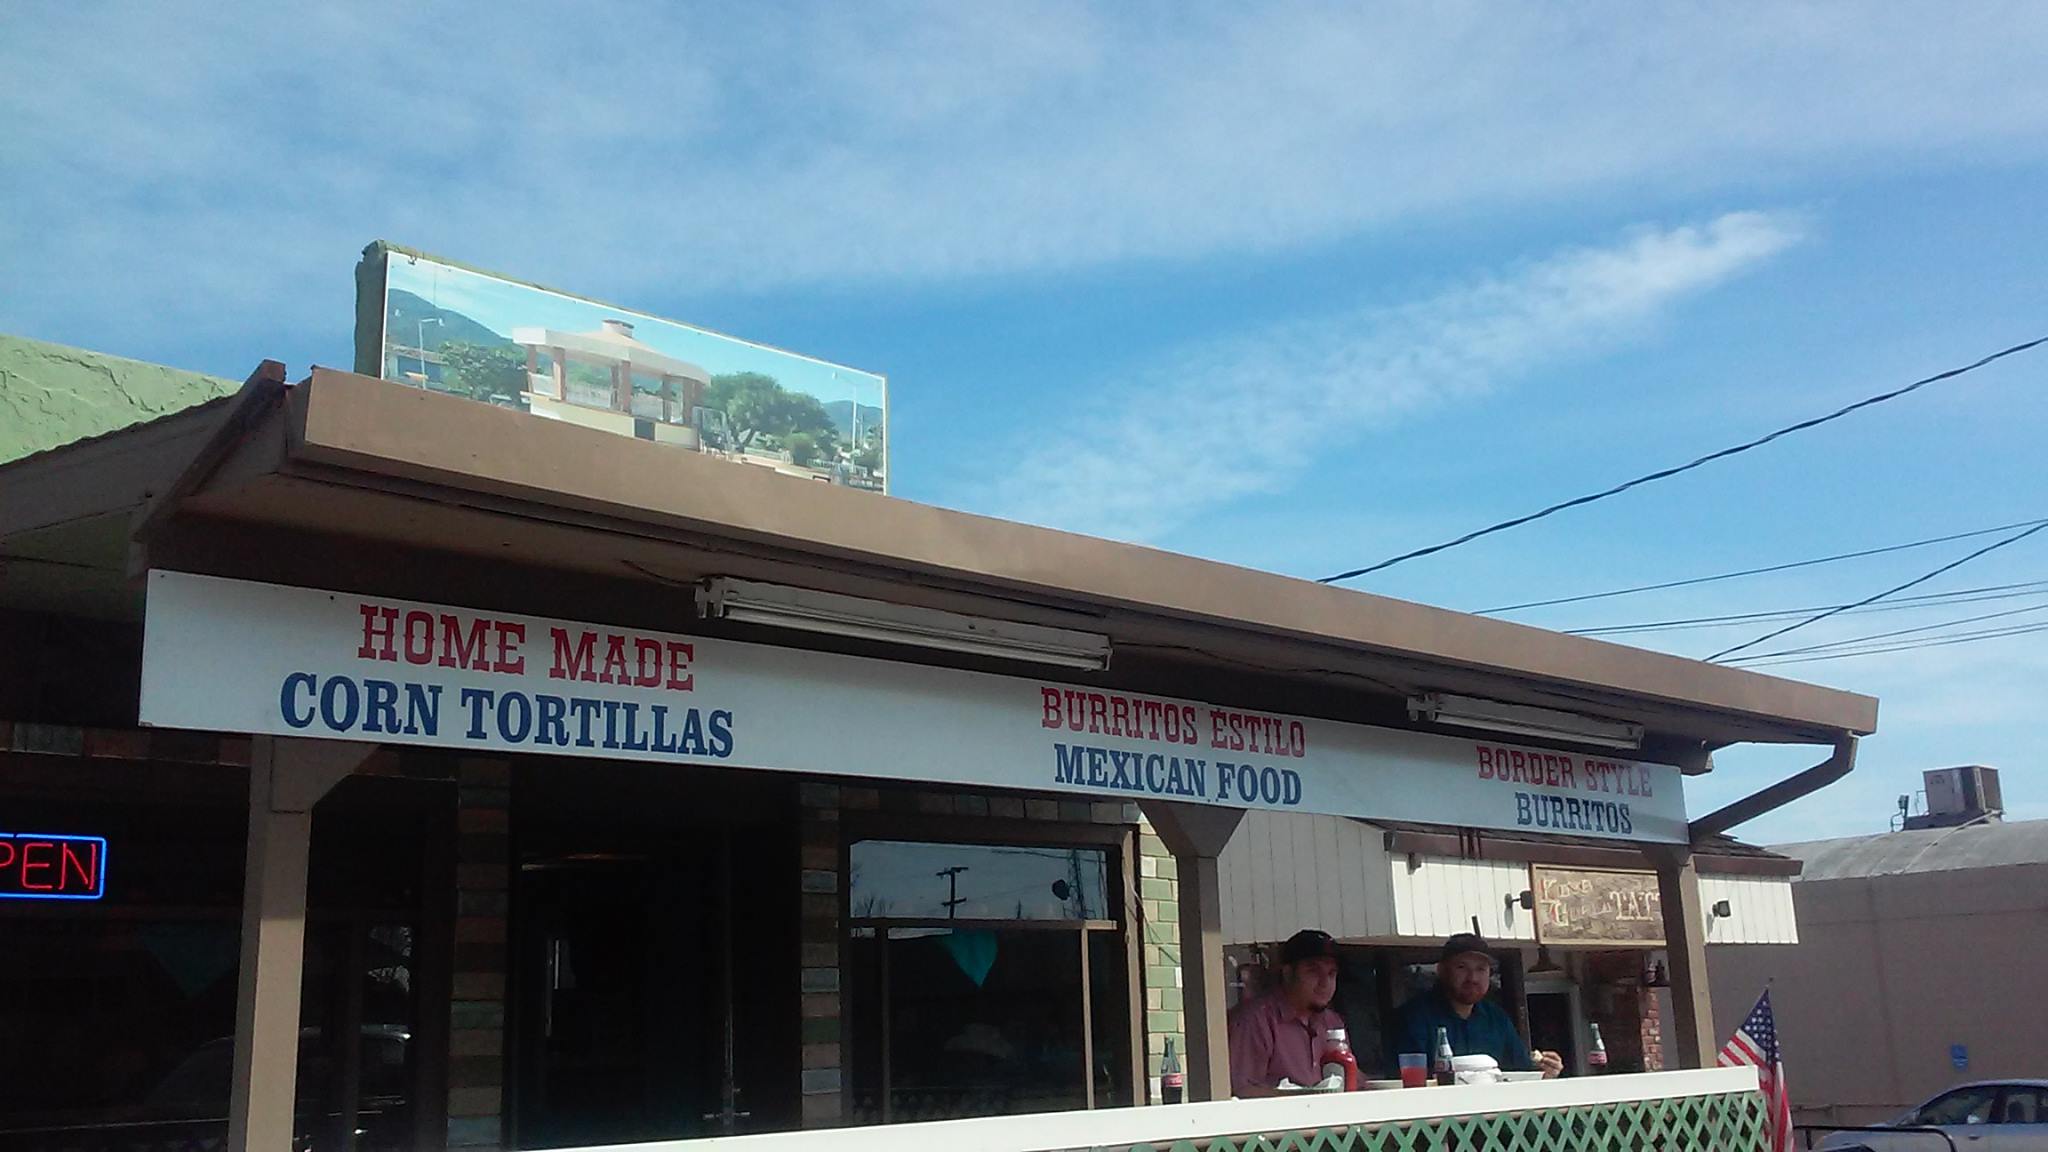 HOME MADE
CORN TORTILLAS
BURRITOS ESTILO
MEXICAN FOOD
BORDER STYLE
BURRITOS
PEN